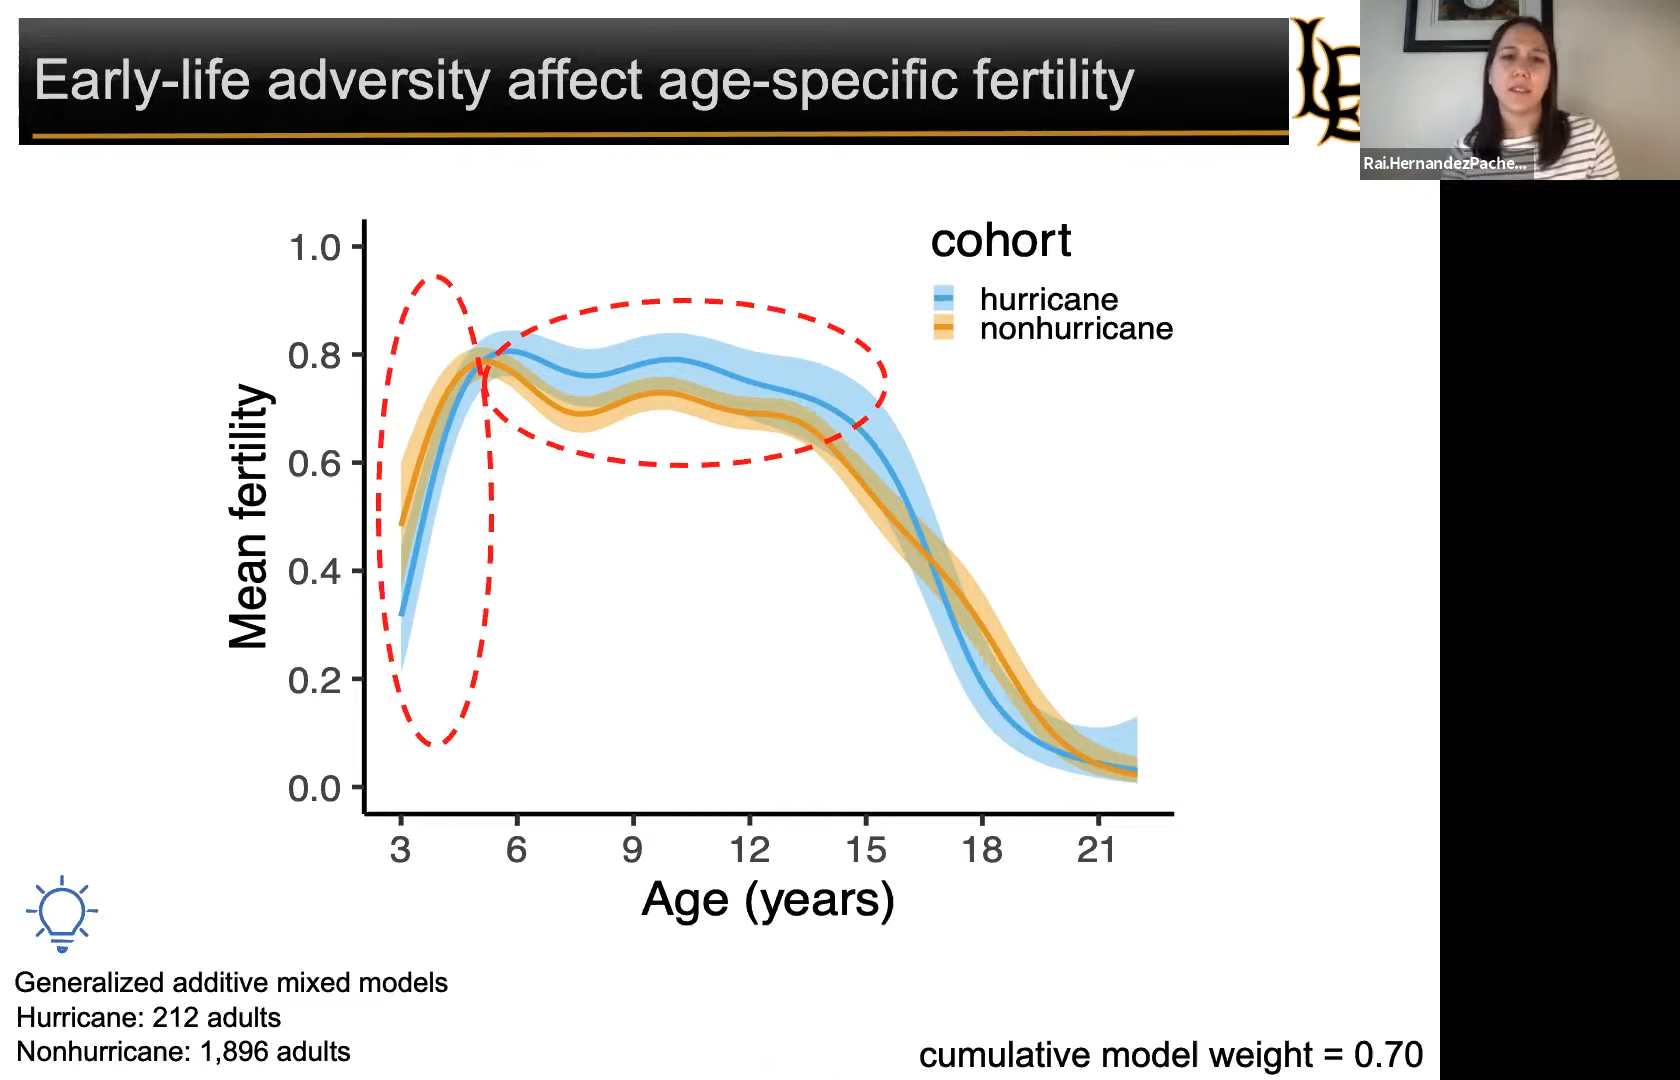 Early-life adversity affect age-specific fertility
LB
Rai.HernandezPache...
cohort
hurricane
nonhurricane
1.0
0.8
0.6
0.4
0.2
0.0
Mean fertility
3 6 9 12 15 18 21
Age (years)
Generalized additive mixed models
Hurricane: 212 adults
Nonhurricane: 1,896 adults
cumulative model weight = 0.70